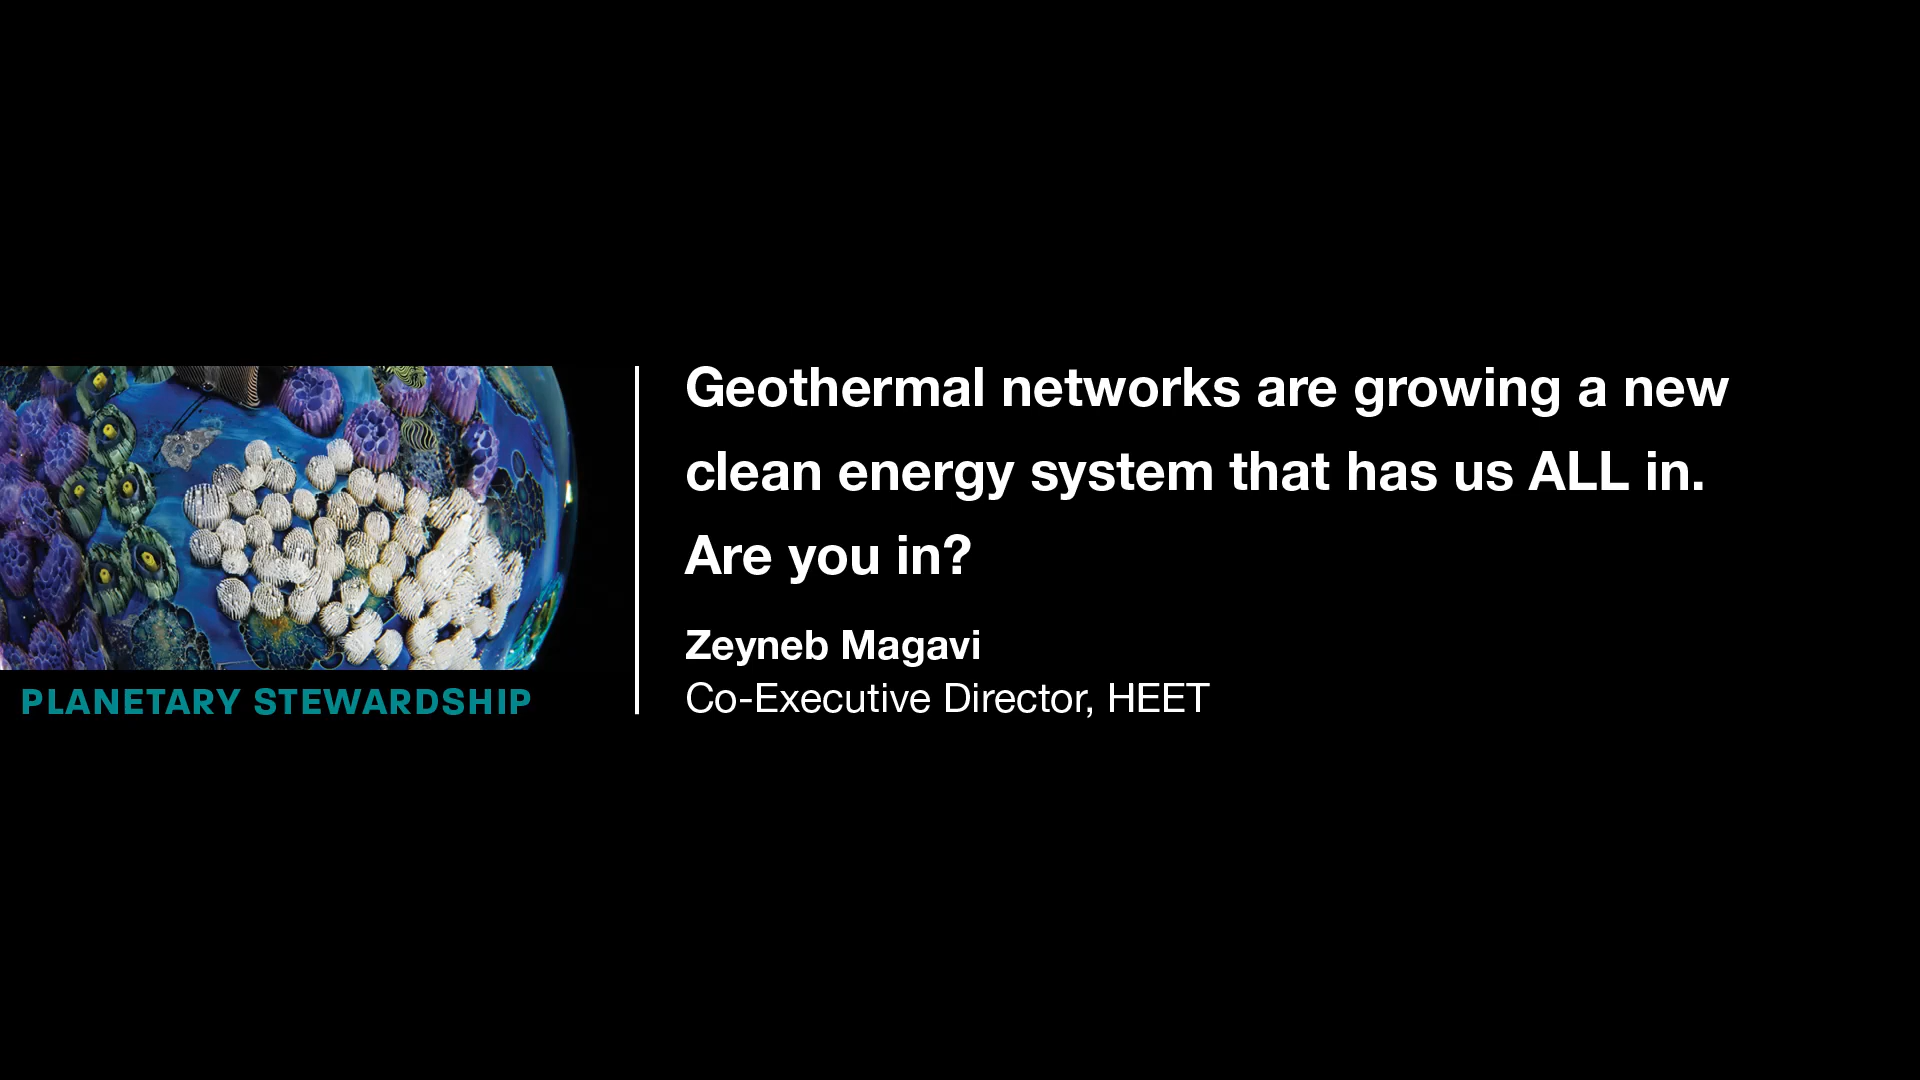 Geothermal networks are growing a new
clean energy system that has us ALL in.
Are you in?
Zeyneb Magavi
Co-Executive Director, HEET
PLANETARY STEWARDSHIP